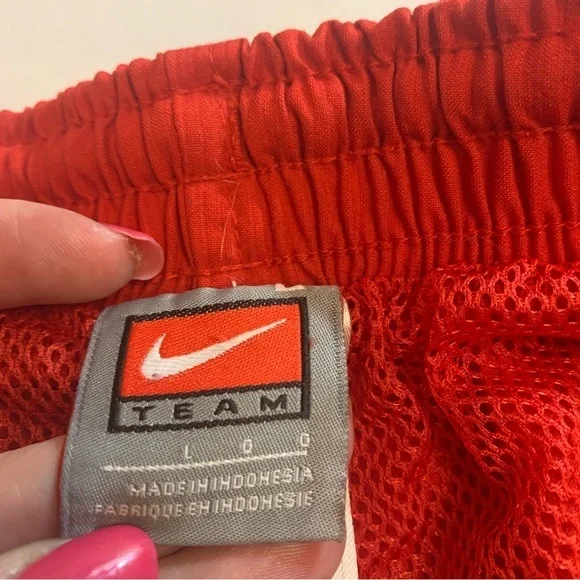 TEAM
L G G
MADE IN INDONESIA
FABRIQUE EN INDONESIE